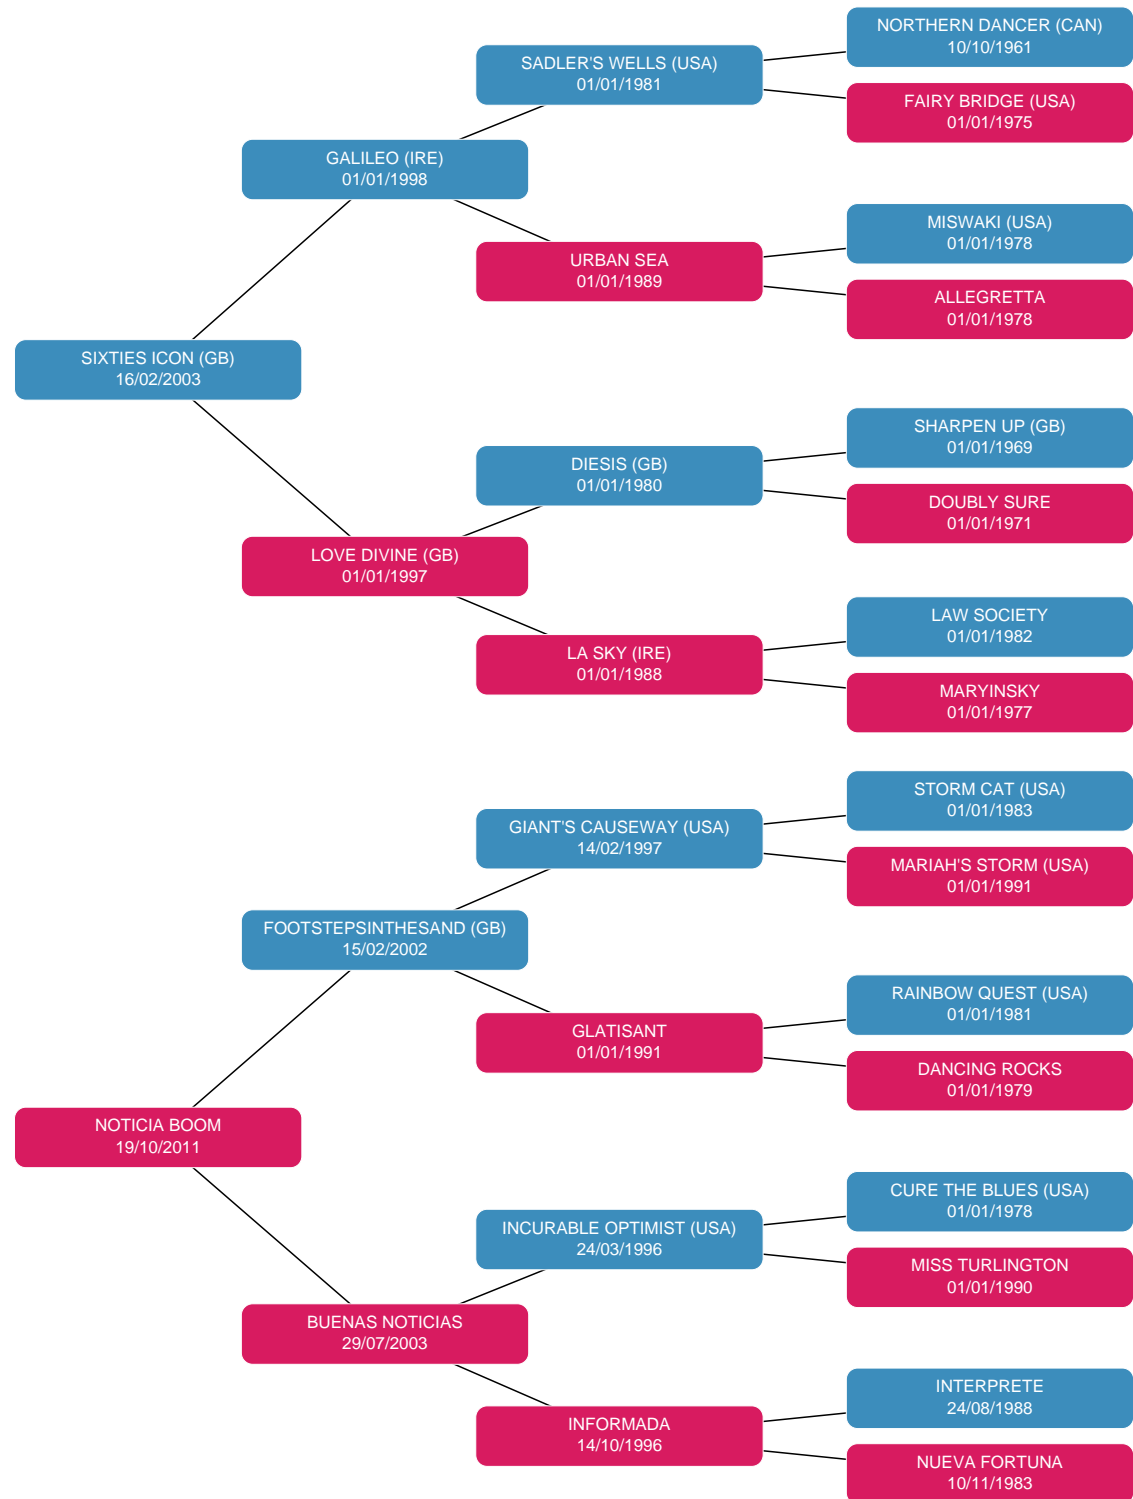 NORTHERN DANCER (CAN)
10/10/1961
SADLER'S WELLS (USA)
01/01/1981
FAIRY BRIDGE (USA)
01/01/1975
GALILEO (IRE)
01/01/1998
MISWAKI (USA)
01/01/1978
URBAN SEA
01/01/1989
ALLEGRETTA
01/01/1978
SIXTIES ICON (GB)
16/02/2003
SHARPEN UP (GB)
01/01/1969
DIESIS (GB)
01/01/1980
DOUBLY SURE
01/01/1971
LOVE DIVINE (GB)
01/01/1997
LAW SOCIETY
01/01/1982
LA SKY (IRE)
01/01/1988
MARYINSKY
01/01/1977
STORM CAT (USA)
01/01/1983
GIANT'S CAUSEWAY (USA)
14/02/1997
MARIAH'S STORM (USA)
01/01/1991
FOOTSTEPSINTHESAND (GB)
15/02/2002
RAINBOW QUEST (USA)
01/01/1981
GLATISANT
01/01/1991
DANCING ROCKS
01/01/1979
NOTICIA BOOM
19/10/2011
CURE THE BLUES (USA)
01/01/1978
INCURABLE OPTIMIST (USA)
24/03/1996
MISS TURLINGTON
01/01/1990
BUENAS NOTICIAS
29/07/2003
INTERPRETE
24/08/1988
INFORMADA
14/10/1996
NUEVA FORTUNA
10/11/1983